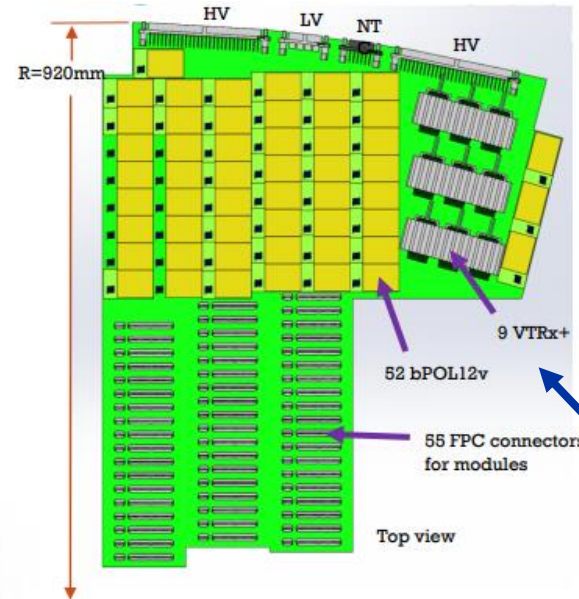 HV
LV
NT
C
HV
R=920mm
9 VTRx+
52 bPOL12v
55 FPC connectors
for modules
Top view